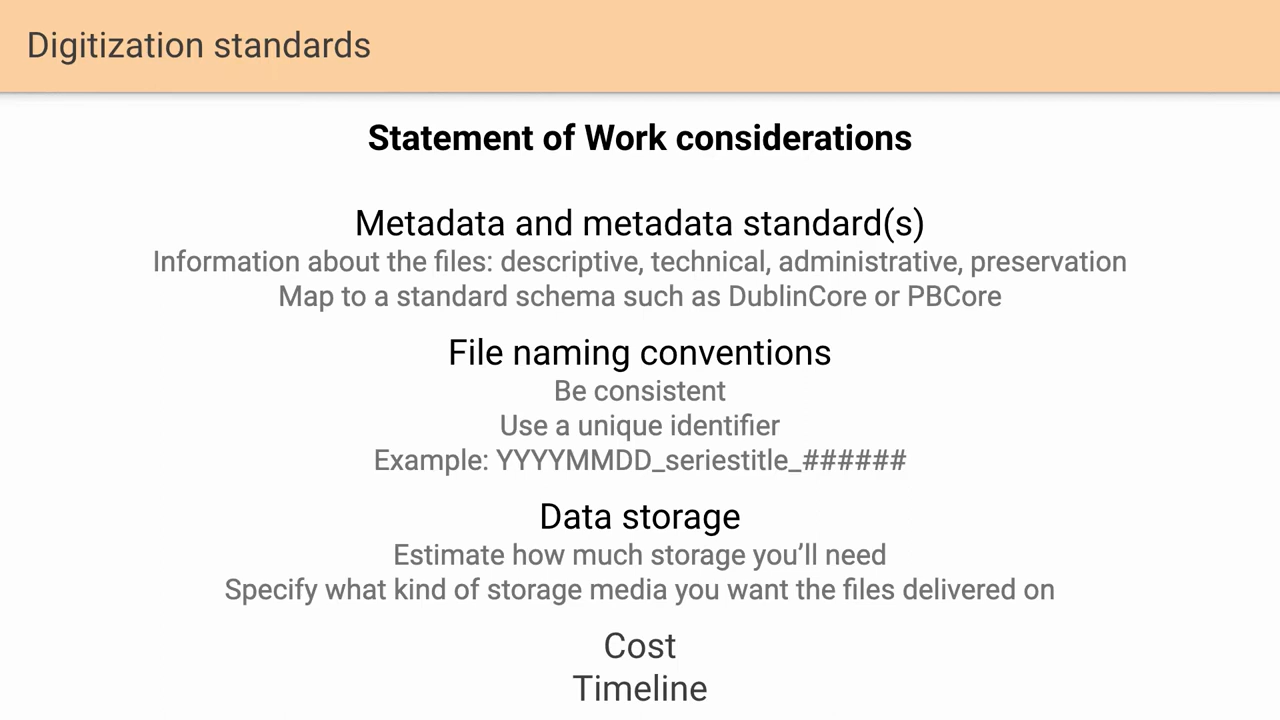 Digitization standards
Statement of Work considerations
Metadata and metadata standard(s)
Information about the files: descriptive, technical, administrative, preservation
Map to a standard schema such as DublinCore or PBCore
File naming conventions
Be consistent
Use a unique identifier
Example: YYYYMMDD_seriestitle_######
Data storage
Estimate how much storage you’ll need
Specify what kind of storage media you want the files delivered on
Cost
Timeline